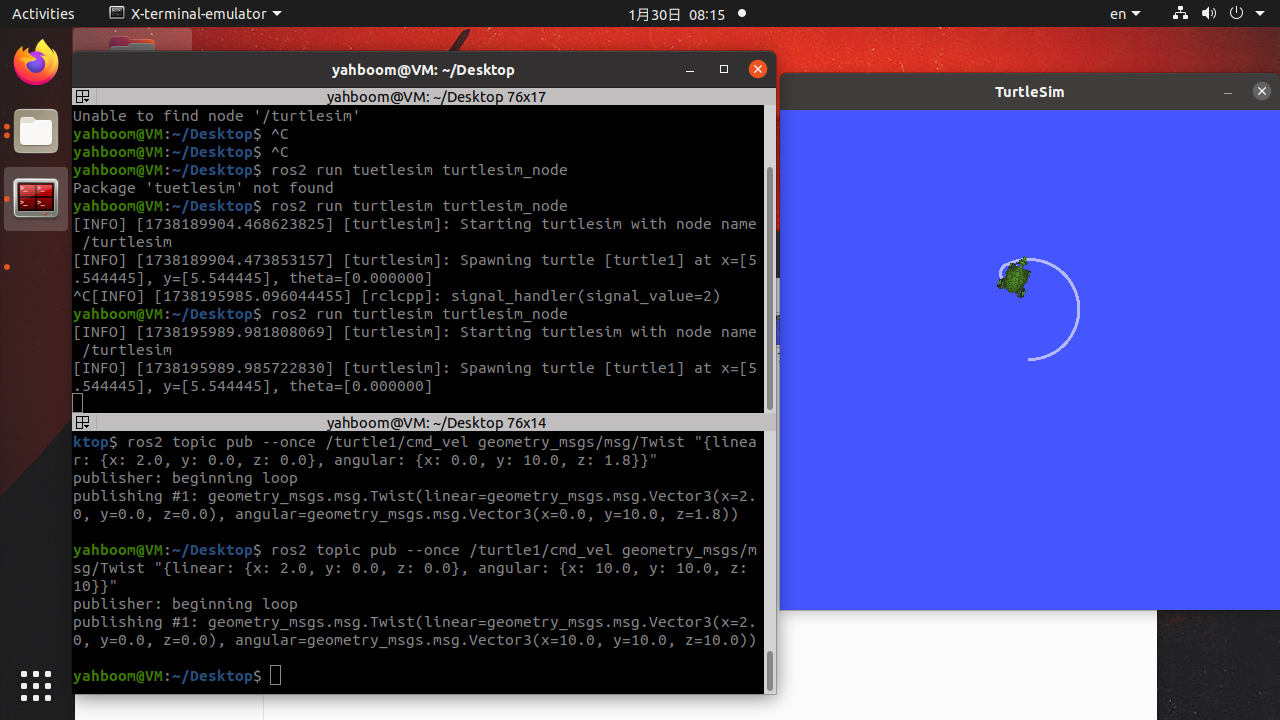 Activities
X-terminal-emulator
1月30日 08:15
en
yahboom@VM: ~/Desktop
yahboom@VM: ~/Desktop 76x17
Unable to find node '/turtlesim'
yahboom@VM:~/Desktop$ ^C
yahboom@VM:~/Desktop$ ^C
yahboom@VM:~/Desktop$ ros2 run tuetlesim turtlesim_node
Package 'tuetlesim' not found
yahboom@VM:~/Desktop$ ros2 run turtlesim turtlesim_node
[INFO] [1738189904.468623825] [turtlesim]: Starting turtlesim with node name
/turtlesim
[INFO] [1738189904.473853157] [turtlesim]: Spawning turtle [turtle1] at x=[5
.544445], y=[5.544445], theta=[0.000000]
^C[INFO] [1738195985.096044455] [rclcpp]: signal_handler(signal_value=2)
yahboom@VM:~/Desktop$ ros2 run turtlesim turtlesim_node
[INFO] [1738195989.981808069] [turtlesim]: Starting turtlesim with node name
/turtlesim
[INFO] [1738195989.985722830] [turtlesim]: Spawning turtle [turtle1] at x=[5
.544445], y=[5.544445], theta=[0.000000]
yahboom@VM: ~/Desktop 76x14
ktop$ ros2 topic pub --once /turtle1/cmd_vel geometry_msgs/msg/Twist "{linea
r: {x: 2.0, y: 0.0, z: 0.0}, angular: {x: 0.0, y: 10.0, z: 1.8}}"
publisher: beginning loop
publishing #1: geometry_msgs.msg.Twist(linear=geometry_msgs.msg.Vector3(x=2.
0, y=0.0, z=0.0), angular=geometry_msgs.msg.Vector3(x=0.0, y=10.0, z=1.8))
yahboom@VM:~/Desktop$ ros2 topic pub --once /turtle1/cmd_vel geometry_msgs/m
sg/Twist "{linear: {x: 2.0, y: 0.0, z: 0.0}, angular: {x: 10.0, y: 10.0, z:
10}}"
publisher: beginning loop
publishing #1: geometry_msgs.msg.Twist(linear=geometry_msgs.msg.Vector3(x=2.
0, y=0.0, z=0.0), angular=geometry_msgs.msg.Vector3(x=10.0, y=10.0, z=10.0))
yahboom@VM:~/Desktop$
TurtleSim